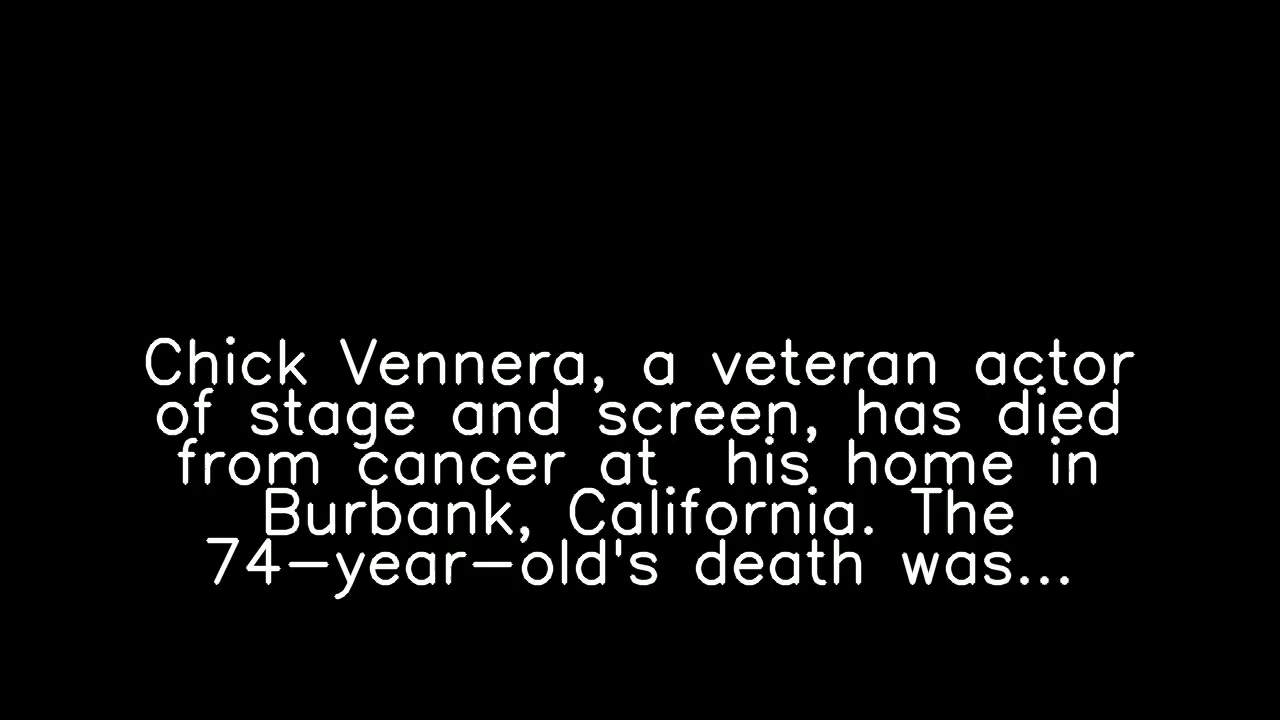 Chick Vennera, a veteran actor
of stage and screen, has died
from cancer at  his home in
Burbank, California. The
74-year-old's death was...